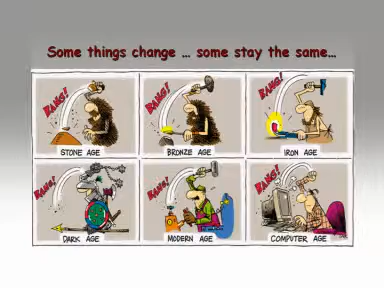 Some things change ... some stay the same...
BANG!
BANG!
BANG!
STONE AGE
BRONZE AGE
IRON AGE
BANG!
BANG!
BANG!
DARK AGE
MODERN AGE
COMPUTER AGE